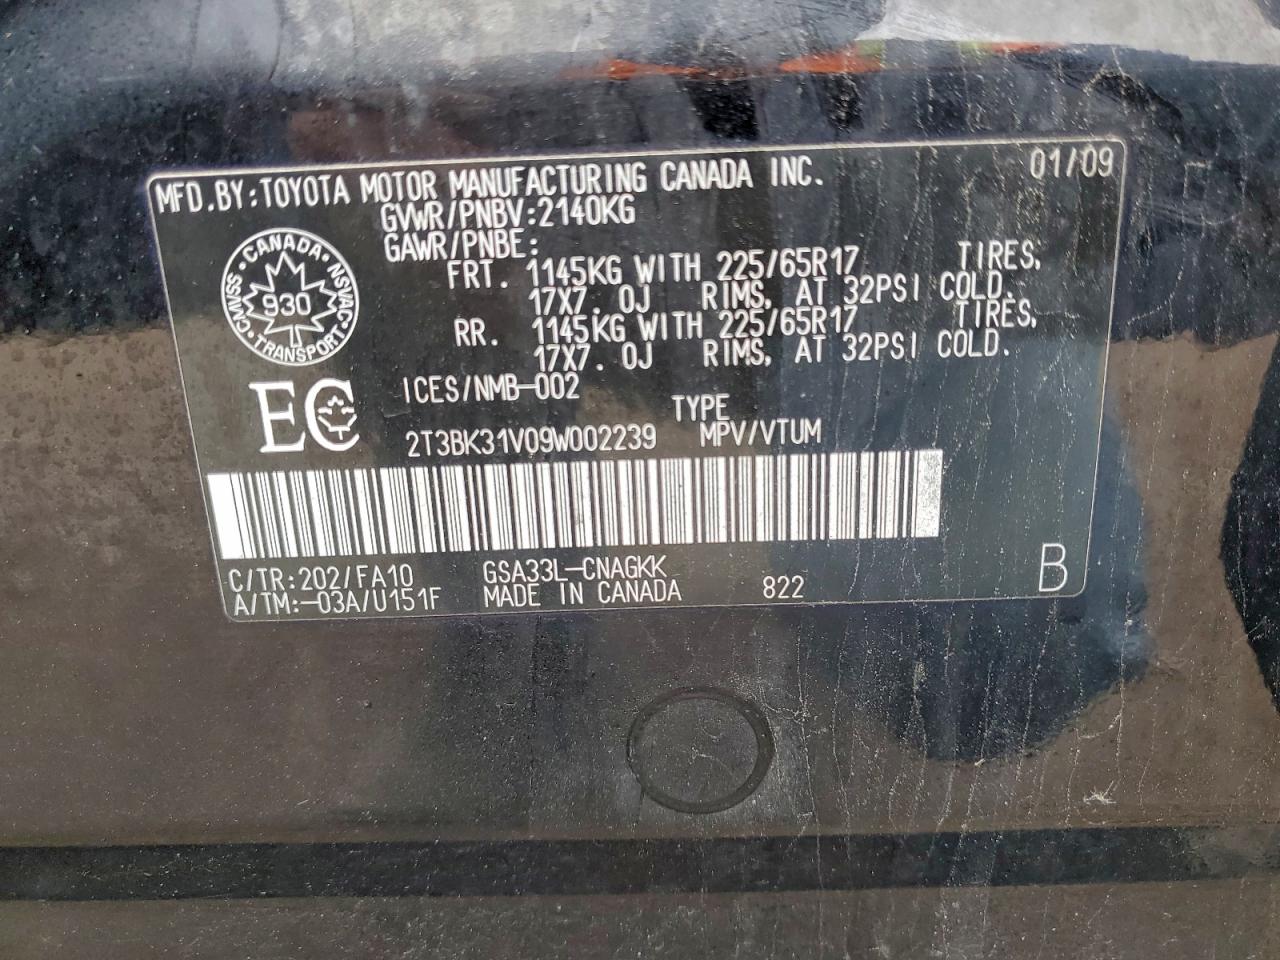 MFD.BY:TOYOTA MOTOR MANUFACTURING CANADA INC. 01/09
GVWR/PNBV:2140KG
GAWR/PNBE:
FRT. 1145KG WITH 225/65R17 TIRES,
17X7.0J RIMS, AT 32PSI COLD.
RR. 1145KG WITH 225/65R17 TIRES,
17X7.0J RIMS, AT 32PSI COLD.
CANADA NSVAC TRANSPORT CMVSS
930
EC
ICES/NMB-002
TYPE
2T3BK31V09W002239 MPV/VTUM
C/TR:202/FA10 GSA33L-CNAGKK
A/TM:-03A/U151F MADE IN CANADA 822 B